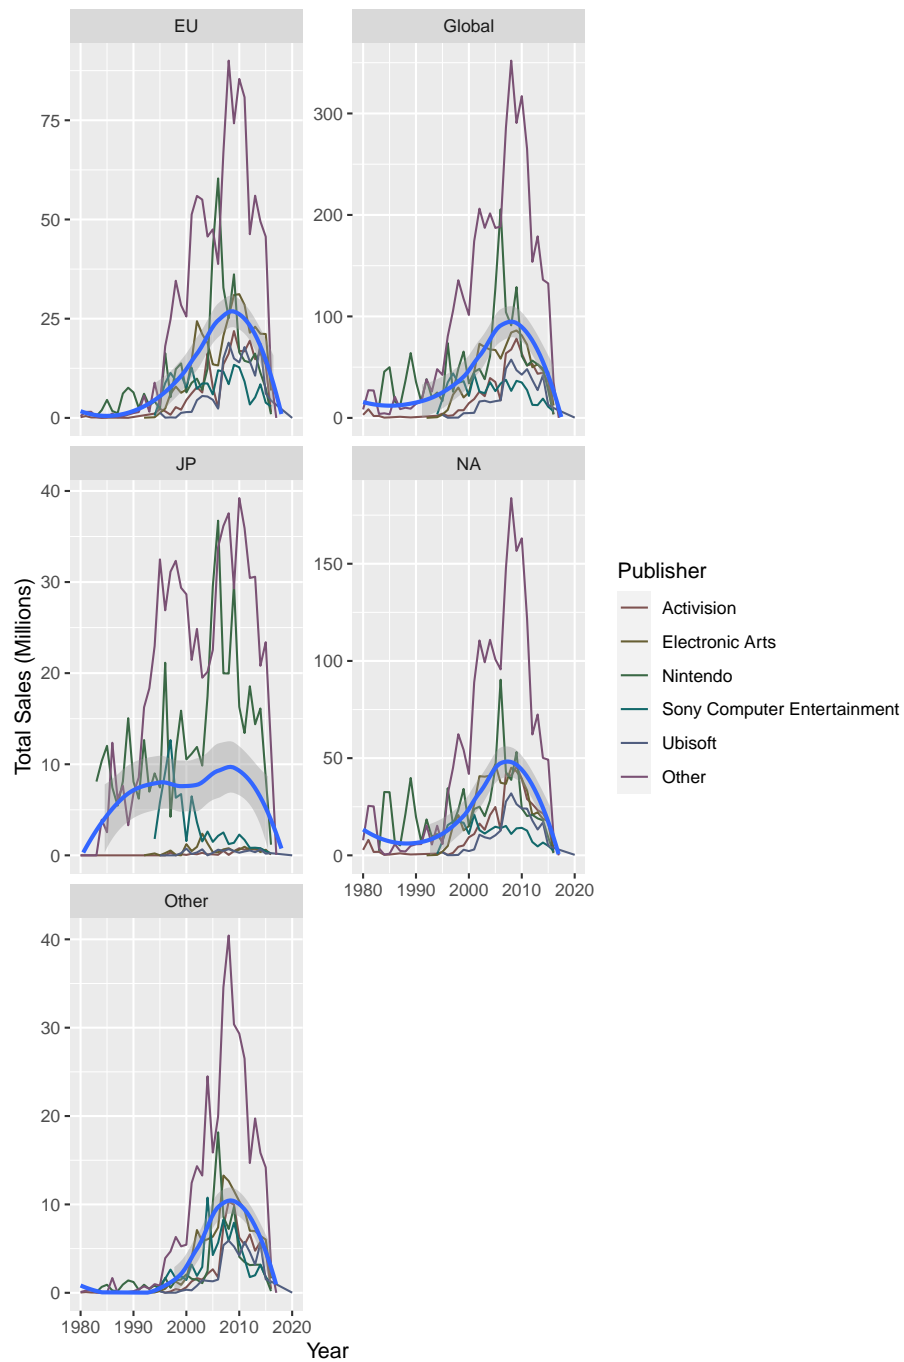 EU
Global
75
50
25
0
300
200
100
0
JP
NA
40
30
20
10
0
150
100
50
0
1980 1990 2000 2010 2020
Other
40
30
20
10
0
1980 1990 2000 2010 2020
Year
Total Sales (Millions)
Publisher
Activision
Electronic Arts
Nintendo
Sony Computer Entertainment
Ubisoft
Other